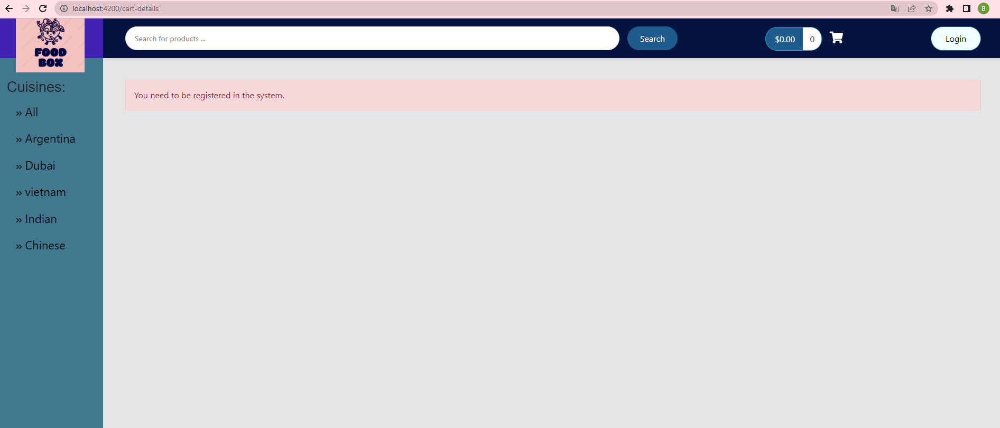 localhost:4200/cart-details
B
FOOD
BOX
Search for products ...
Search
$0.00
0
Login
Cuisines:
» All
» Argentina
» Dubai
» vietnam
» Indian
» Chinese
You need to be registered in the system.